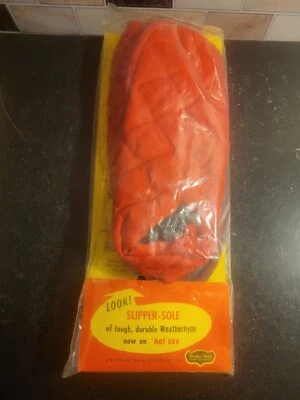 LOOK!
SLIPPER-SOLE
of tough, durable Weatherhyde
now on "hot sox